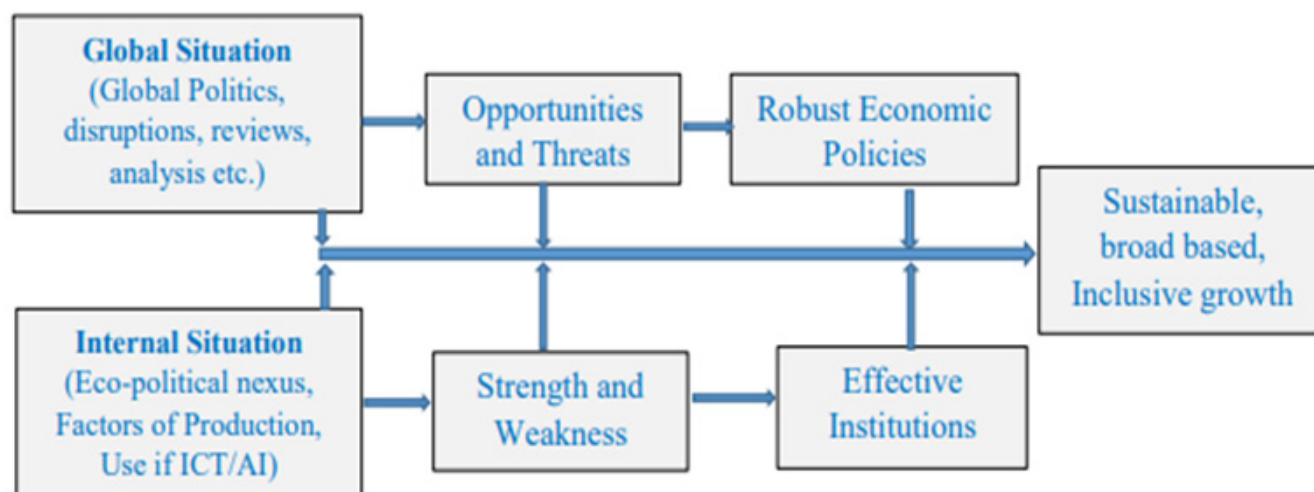 Global Situation
(Global Politics,
disruptions, reviews,
analysis etc.)
Opportunities
and Threats
Robust Economic
Policies
Sustainable,
broad based,
Inclusive growth
Internal Situation
(Eco-political nexus,
Factors of Production,
Use if ICT/AI)
Strength and
Weakness
Effective
Institutions